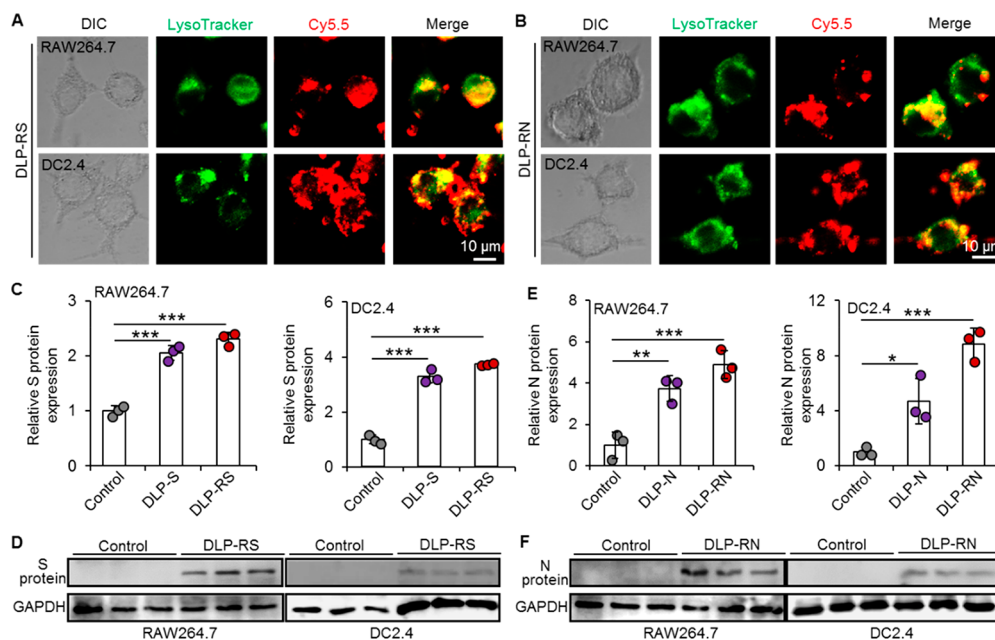 A
DIC
LysoTracker
Cy5.5
Merge
DLP-RS
RAW264.7
DC2.4
10 µm
B
DIC
LysoTracker
Cy5.5
Merge
DLP-RN
RAW264.7
DC2.4
10 µm
C
RAW264.7
Relative S protein
expression
3
2
1
0
***
***
Control
DLP-S
DLP-RS
DC2.4
Relative S protein
expression
6
4
2
0
***
***
Control
DLP-S
DLP-RS
E
RAW264.7
Relative N protein
expression
8
6
4
2
0
***
**
Control
DLP-N
DLP-RN
DC2.4
Relative N protein
expression
12
8
4
0
***
*
Control
DLP-N
DLP-RN
D
Control
DLP-RS
Control
DLP-RS
S
protein
GAPDH
RAW264.7
DC2.4
F
Control
DLP-RN
Control
DLP-RN
N
protein
GAPDH
RAW264.7
DC2.4